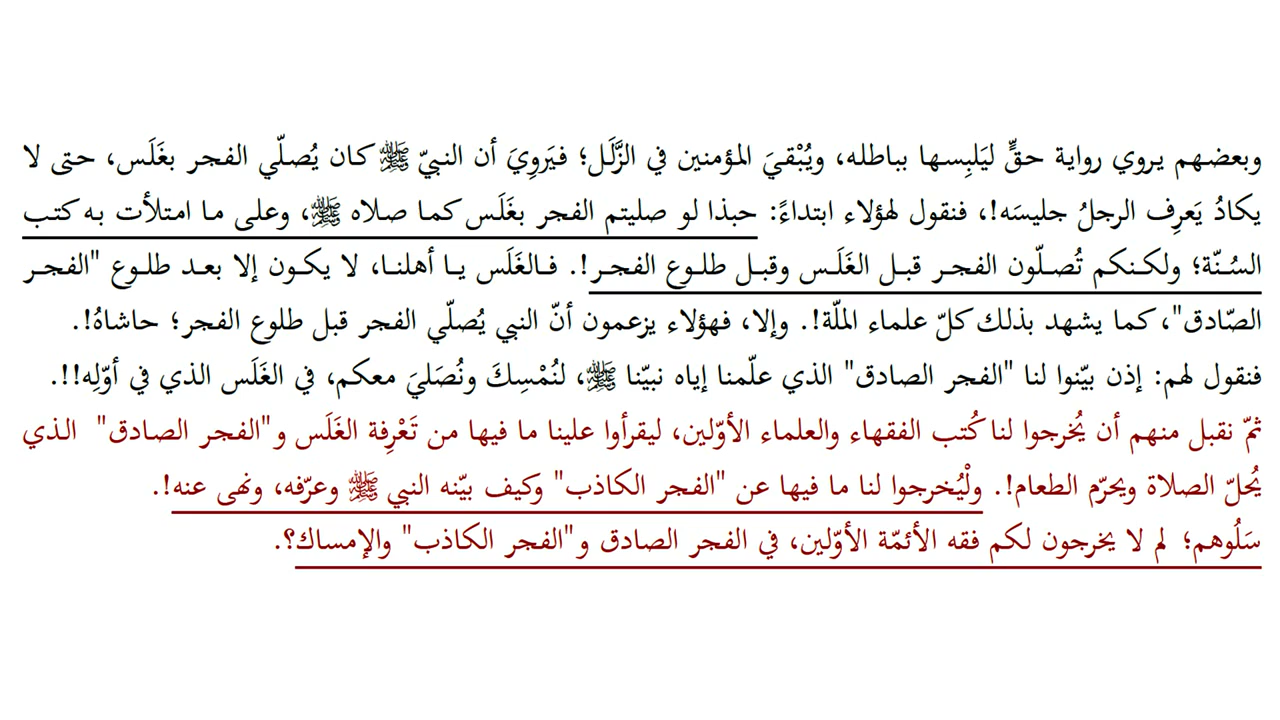 وبعضهم يروي رواية حقٍّ ليَلبِسها بباطله، ويُبْقيَ المؤمنين في الزَّلَل؛ فيَروِيَ أن النبيّ ﷺ كان يُصلّي الفجر بغَلَس، حتى لا
يكادُ يَعرِف الرجلُ جليسَه!، فنقول لهؤلاء ابتداءً: حبذا لو صليتم الفجر بغَلَس كما صلاه ﷺ، وعلى ما امتلأت به كتب
السُنّة؛ ولكنكم تُصلّون الفجر قبل الغَلَس وقبل طلوع الفجر!. فالغَلَس يا أهلنا، لا يكون إلا بعد طلوع "الفجر
الصّادق"، كما يشهد بذلك كلّ علماء الملّة!. وإلا، فهؤلاء يزعمون أنّ النبي يُصلّي الفجر قبل طلوع الفجر؛ حاشاهُ!.
فنقول لهم: إذن بيّنوا لنا "الفجر الصادق" الذي علّمنا إياه نبيّنا ﷺ، لنُمْسِكَ ونُصَليَ معكم، في الغَلَس الذي في أوّلِه!!.
ثمّ نقبل منهم أن يُخرجوا لنا كُتب الفقهاء والعلماء الأوّلين، ليقرأوا علينا ما فيها من تَعْرِفِة الغَلَس و"الفجر الصادق" الذي
يُحلّ الصلاة ويحرّم الطعام!. ولْيُخرجوا لنا ما فيها عن "الفجر الكاذب" وكيف بيّنه النبي ﷺ وعرّفه، ونهى عنه!.
سَلُوهم؛ لم لا يخرجون لكم فقه الأئمّة الأوّلين، في الفجر الصادق و"الفجر الكاذب" والإمساك؟.